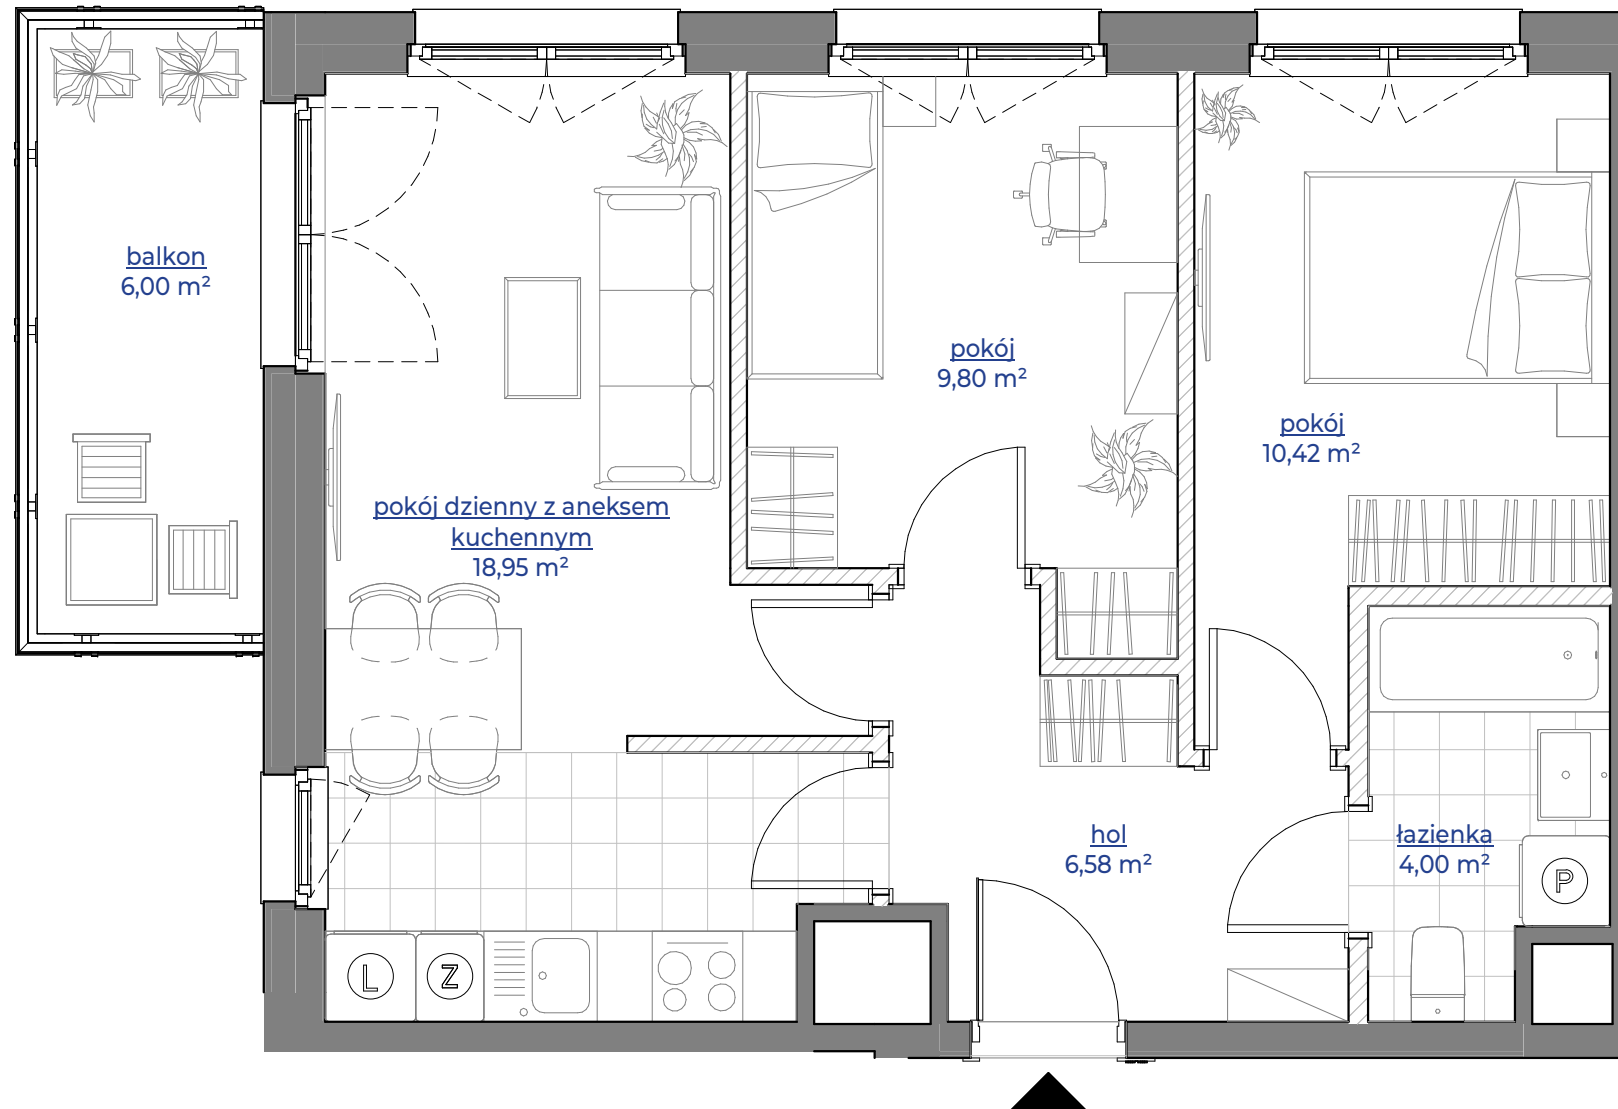 balkon
6,00 m²
pokój dzienny z aneksem
kuchennym
18,95 m²
pokój
9,80 m²
pokój
10,42 m²
hol
6,58 m²
łazienka
4,00 m²
P
L
Z